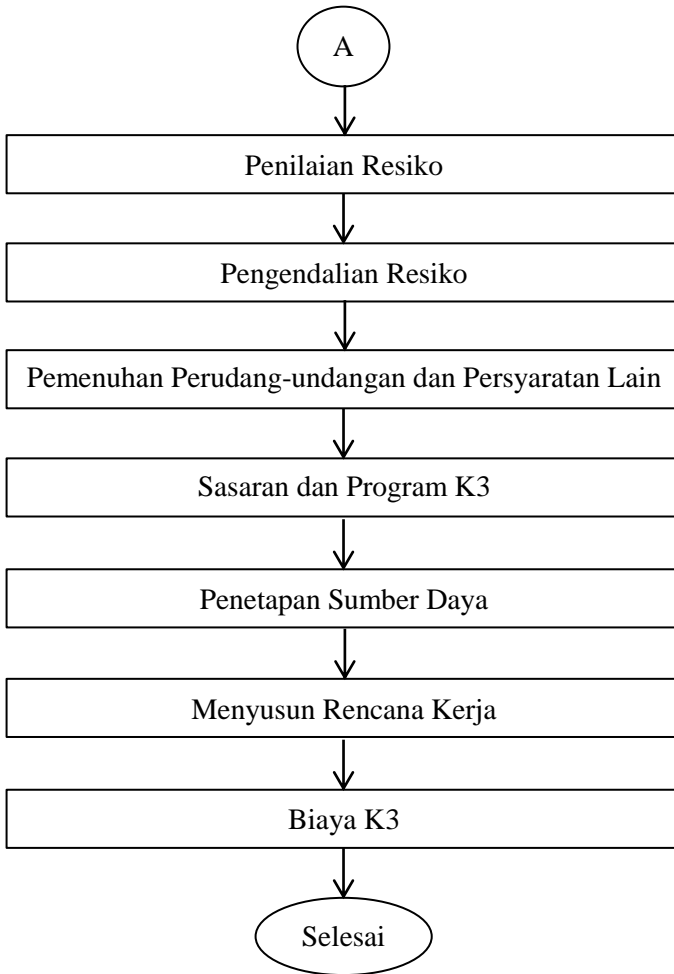 A
Penilaian Resiko
Pengendalian Resiko
Pemenuhan Perudang-undangan dan Persyaratan Lain
Sasaran dan Program K3
Penetapan Sumber Daya
Menyusun Rencana Kerja
Biaya K3
Selesai